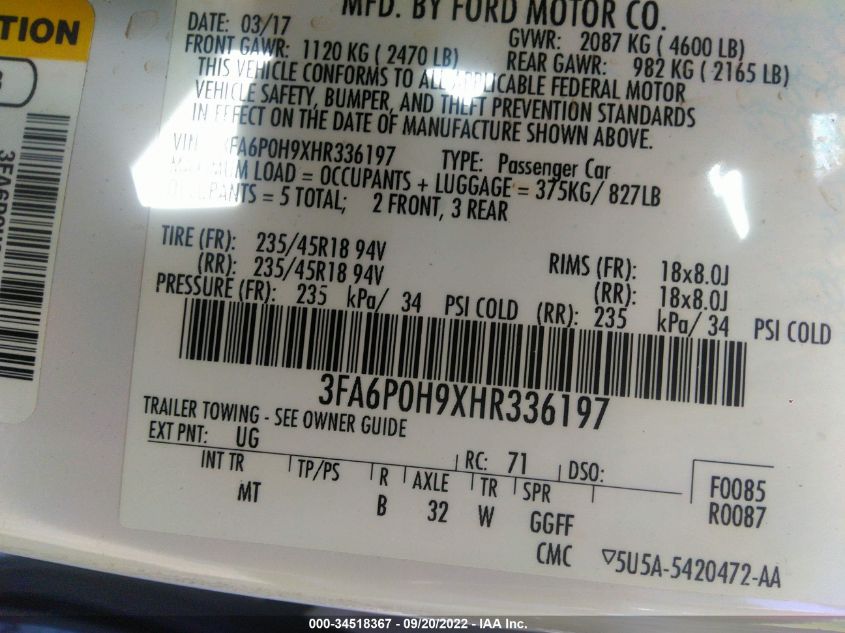 MFD. BY FORD MOTOR CO.
DATE: 03/17 GVWR: 2087 KG ( 4600 LB)
FRONT GAWR: 1120 KG ( 2470 LB) REAR GAWR: 982 KG ( 2165 LB)
THIS VEHICLE CONFORMS TO ALL APPLICABLE FEDERAL MOTOR
VEHICLE SAFETY, BUMPER, AND THEFT PREVENTION STANDARDS
IN EFFECT ON THE DATE OF MANUFACTURE SHOWN ABOVE.
VIN: 3FA6P0H9XHR336197 TYPE: Passenger Car
MAXIMUM LOAD = OCCUPANTS + LUGGAGE = 375KG/ 827LB
OCCUPANTS = 5 TOTAL; 2 FRONT, 3 REAR
TIRE (FR): 235/45R18 94V RIMS (FR): 18x8.0J
(RR): 235/45R18 94V (RR): 18x8.0J
PRESSURE (FR): 235 kPa/ 34 PSI COLD (RR): 235 kPa/ 34 PSI COLD
3FA6P0H9XHR336197
TRAILER TOWING - SEE OWNER GUIDE
EXT PNT: UG RC: 71 DSO:
INT TR TP/PS R AXLE TR SPR F0085
MT B 32 W GGFF R0087
CMC ▽5U5A-5420472-AA
000-34518367 - 09/20/2022 - IAA Inc.